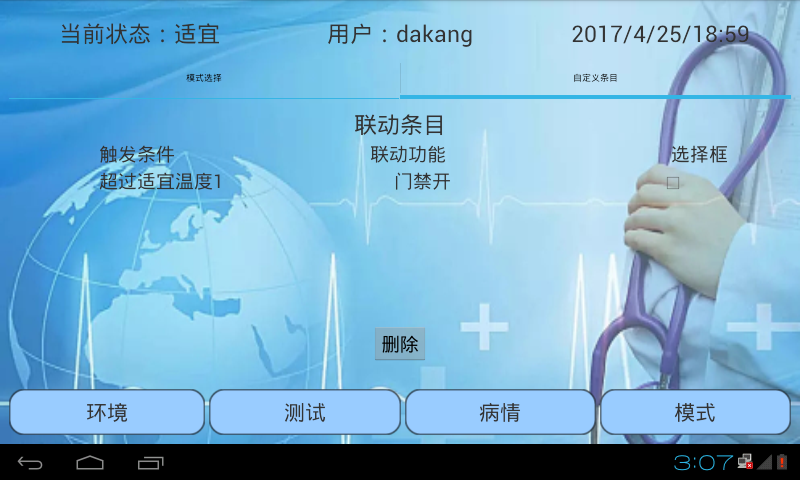 当前状态：适宜 用户：dakang 2017/4/25/18:59
模式选择 自定义条目
联动条目
触发条件 联动功能 选择框
超过适宜温度1 门禁开
删除
环境 测试 病情 模式
3:07